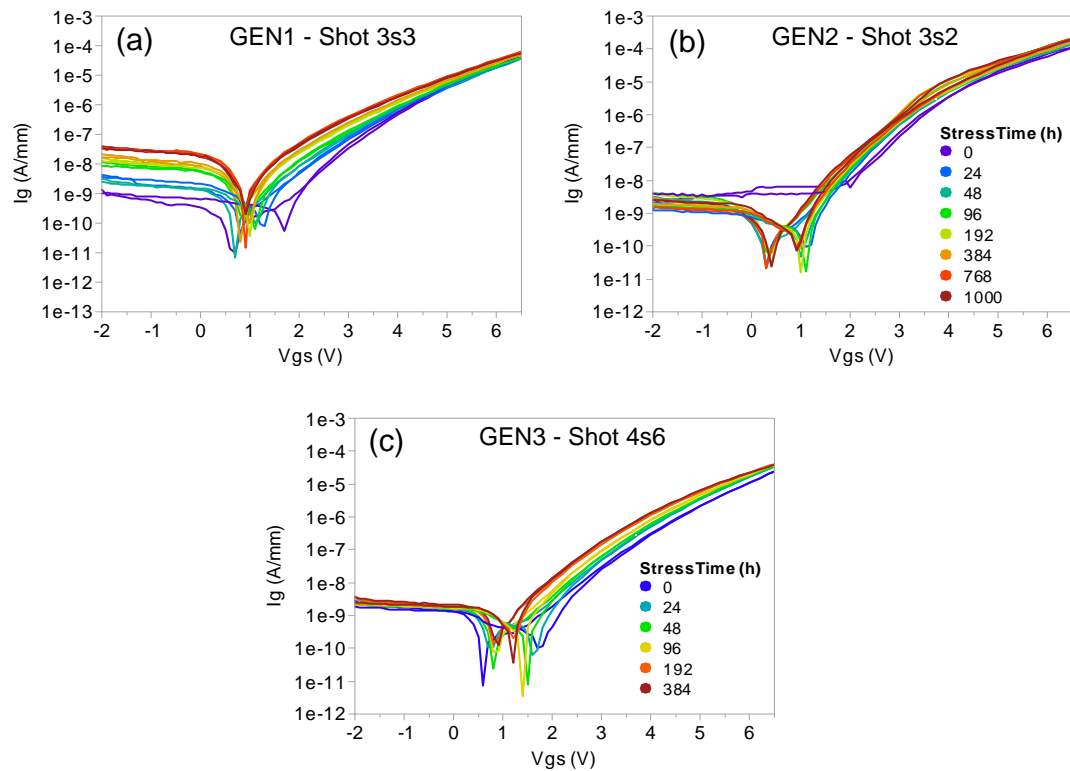 (a) GEN1 - Shot 3s3
1e-3
1e-4
1e-5
1e-6
1e-7
1e-8
1e-9
1e-10
1e-11
1e-12
1e-13
Ig (A/mm)
-2 -1 0 1 2 3 4 5 6
Vgs (V)
(b) GEN2 - Shot 3s2
1e-3
1e-4
1e-5
1e-6
1e-7
1e-8
1e-9
1e-10
1e-11
1e-12
Ig (A/mm)
-2 -1 0 1 2 3 4 5 6
Vgs (V)
StressTime (h)
0
24
48
96
192
384
768
1000
(c) GEN3 - Shot 4s6
1e-3
1e-4
1e-5
1e-6
1e-7
1e-8
1e-9
1e-10
1e-11
1e-12
Ig (A/mm)
-2 -1 0 1 2 3 4 5 6
Vgs (V)
StressTime (h)
0
24
48
96
192
384